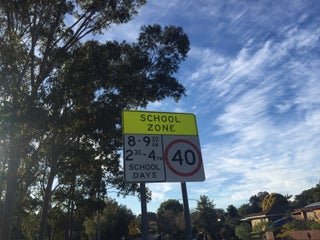 SCHOOL
ZONE
8-9³⁰ AM
2³⁰-4 PM
SCHOOL
DAYS
40